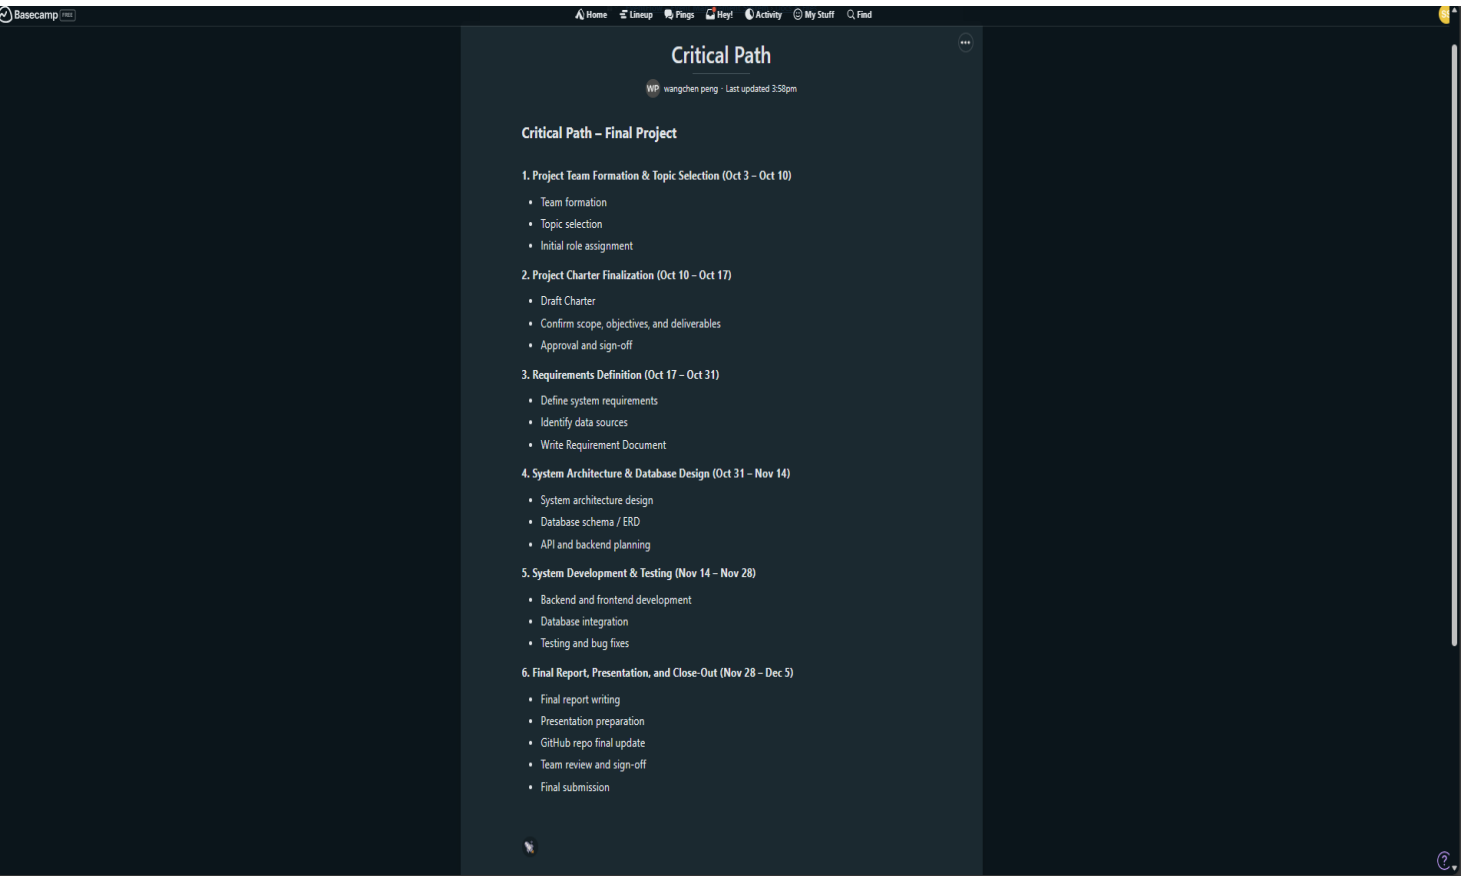 Basecamp FREE
Home Lineup Pings Hey! Activity My Stuff Find
Critical Path
WP wangchen peng · Last updated 3:58pm
Critical Path – Final Project
1. Project Team Formation & Topic Selection (Oct 3 – Oct 10)
• Team formation
• Topic selection
• Initial role assignment
2. Project Charter Finalization (Oct 10 – Oct 17)
• Draft Charter
• Confirm scope, objectives, and deliverables
• Approval and sign-off
3. Requirements Definition (Oct 17 – Oct 31)
• Define system requirements
• Identify data sources
• Write Requirement Document
4. System Architecture & Database Design (Oct 31 – Nov 14)
• System architecture design
• Database schema / ERD
• API and backend planning
5. System Development & Testing (Nov 14 – Nov 28)
• Backend and frontend development
• Database integration
• Testing and bug fixes
6. Final Report, Presentation, and Close-Out (Nov 28 – Dec 5)
• Final report writing
• Presentation preparation
• GitHub repo final update
• Team review and sign-off
• Final submission
?